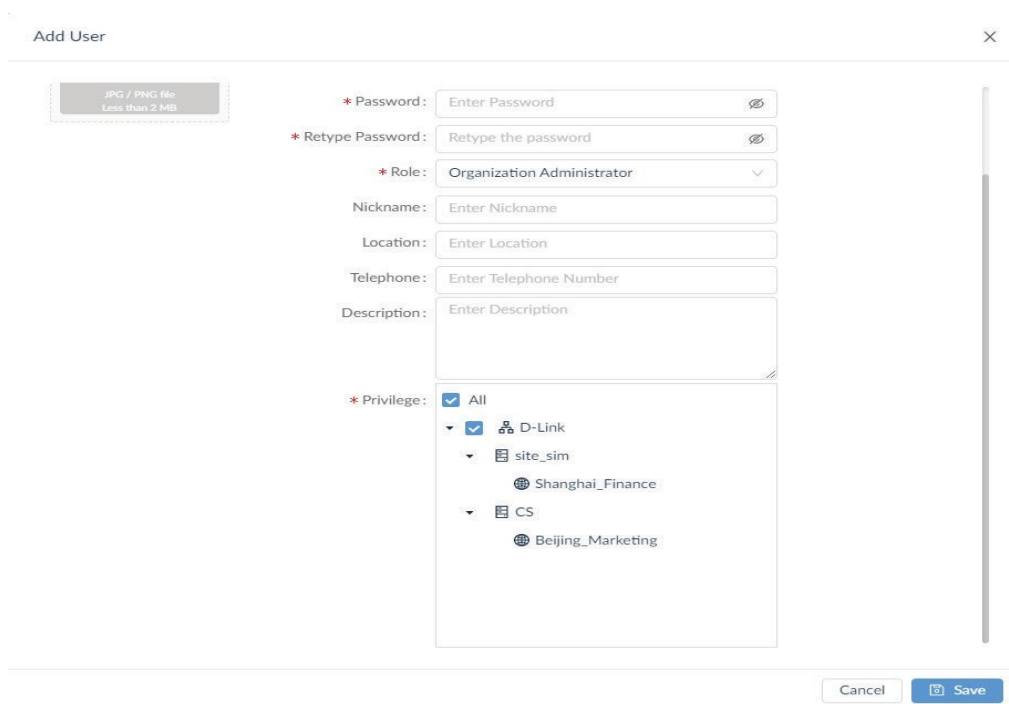 Add User
JPG / PNG file
Less than 2 MB
* Password : Enter Password
* Retype Password : Retype the password
* Role : Organization Administrator
Nickname : Enter Nickname
Location : Enter Location
Telephone : Enter Telephone Number
Description : Enter Description
* Privilege : All
D-Link
site_sim
Shanghai_Finance
CS
Beijing_Marketing
Cancel Save